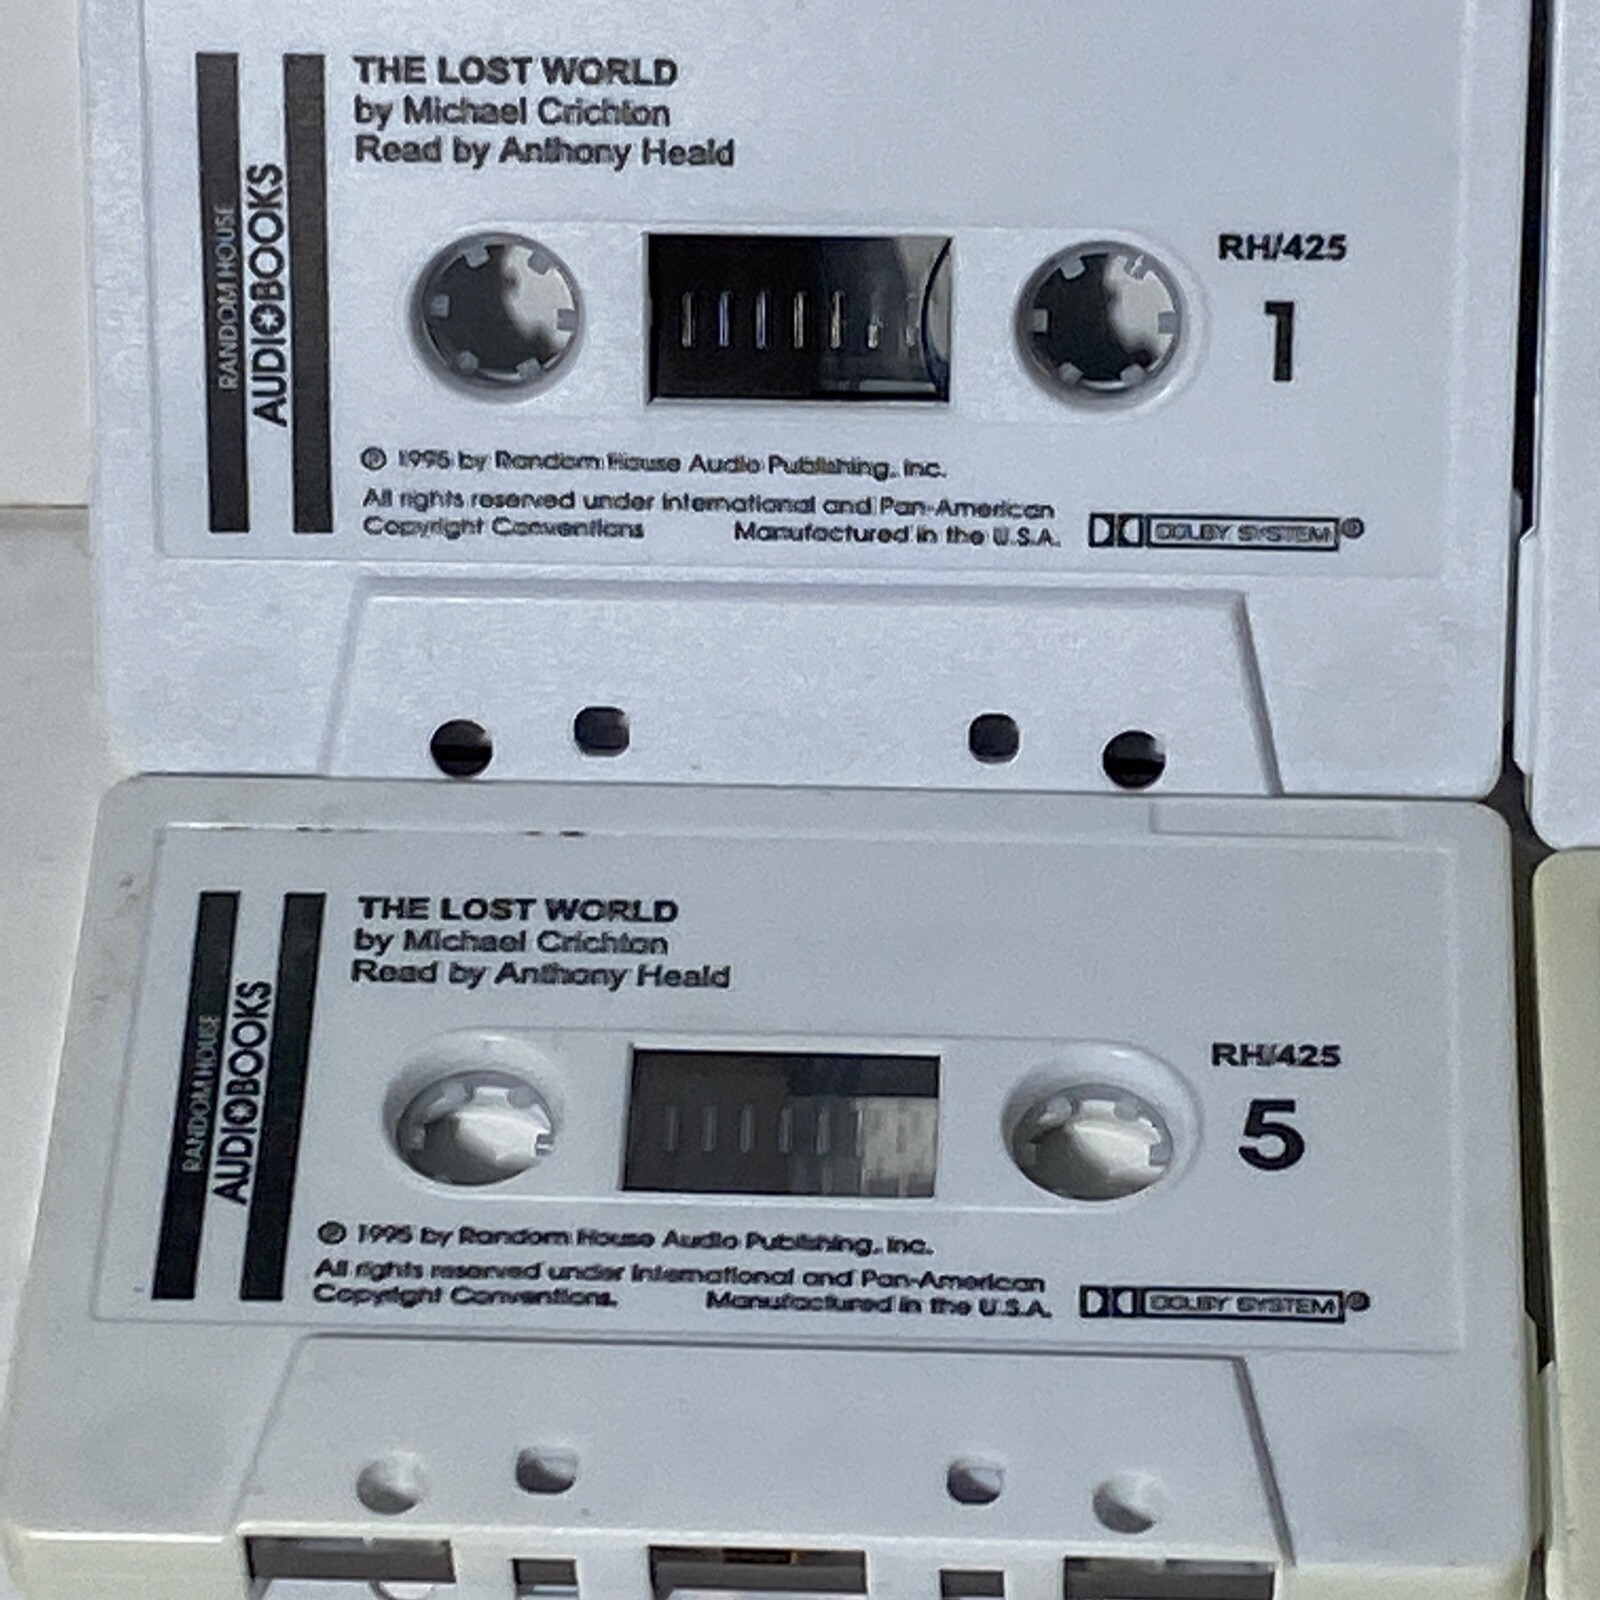 THE LOST WORLD
by Michael Crichton
Read by Anthony Heald
RANDOM HOUSE
AUDIOBOOKS
RH/425
1
℗ 1995 by Random House Audio Publishing, Inc.
All rights reserved under International and Pan-American
Copyright Conventions Manufactured in the U.S.A.
DOLBY SYSTEM®
THE LOST WORLD
by Michael Crichton
Read by Anthony Heald
RANDOM HOUSE
AUDIOBOOKS
RH/425
5
℗ 1995 by Random House Audio Publishing, Inc.
All rights reserved under International and Pan-American
Copyright Conventions. Manufactured in the U.S.A.
DOLBY SYSTEM®